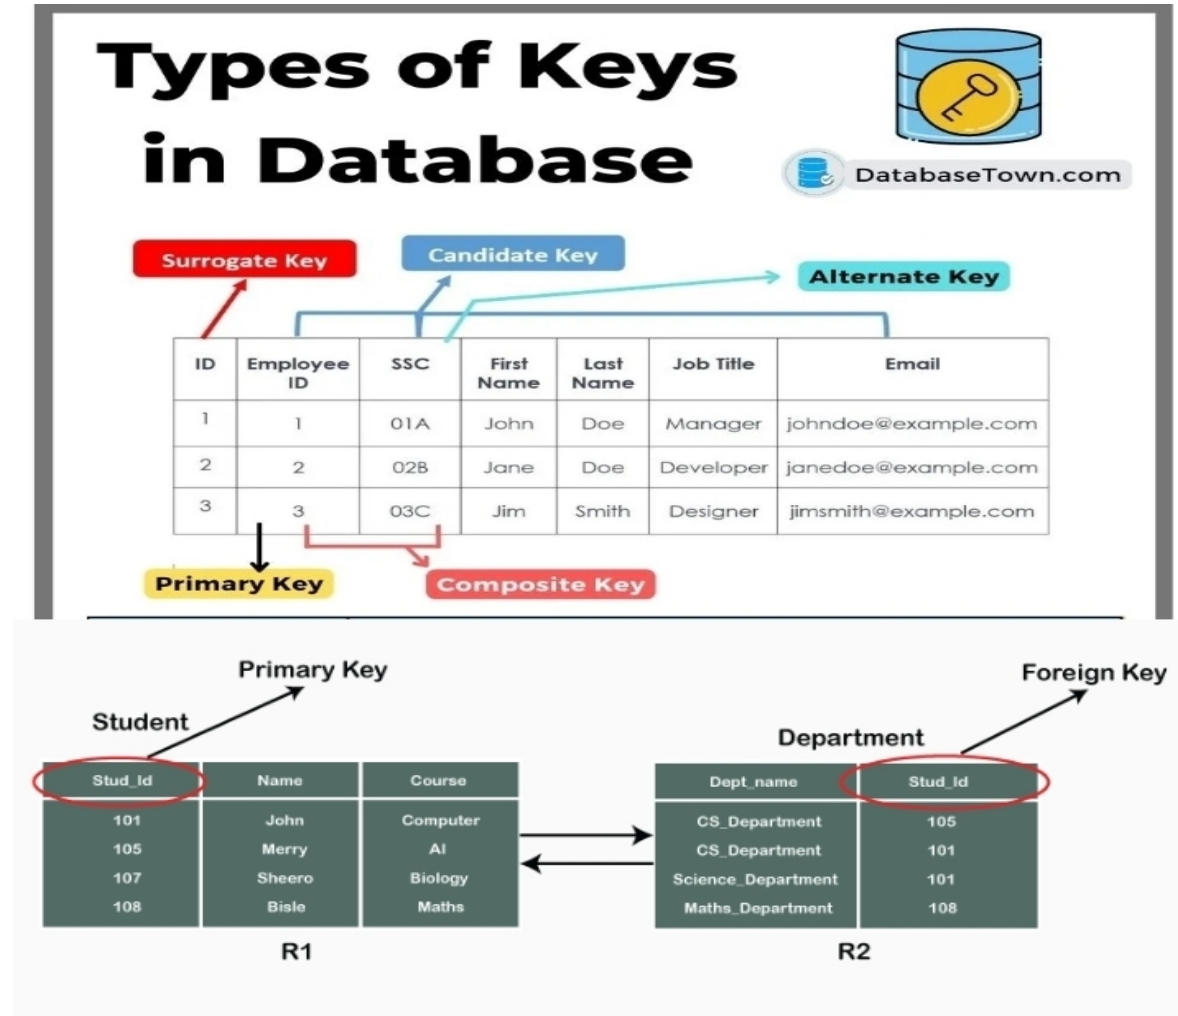 Types of Keys
in Database
DatabaseTown.com
Surrogate Key
Candidate Key
Alternate Key
ID Employee ID SSC First Name Last Name Job Title Email
1 1 01A John Doe Manager johndoe@example.com
2 2 02B Jane Doe Developer janedoe@example.com
3 3 03C Jim Smith Designer jimsmith@example.com
Primary Key Composite Key
Primary Key
Foreign Key
Student
Department
Stud_Id Name Course
101 John Computer
105 Merry AI
107 Sheero Biology
108 Bisle Maths
R1
Dept_name Stud_Id
CS_Department 105
CS_Department 101
Science_Department 101
Maths_Department 108
R2